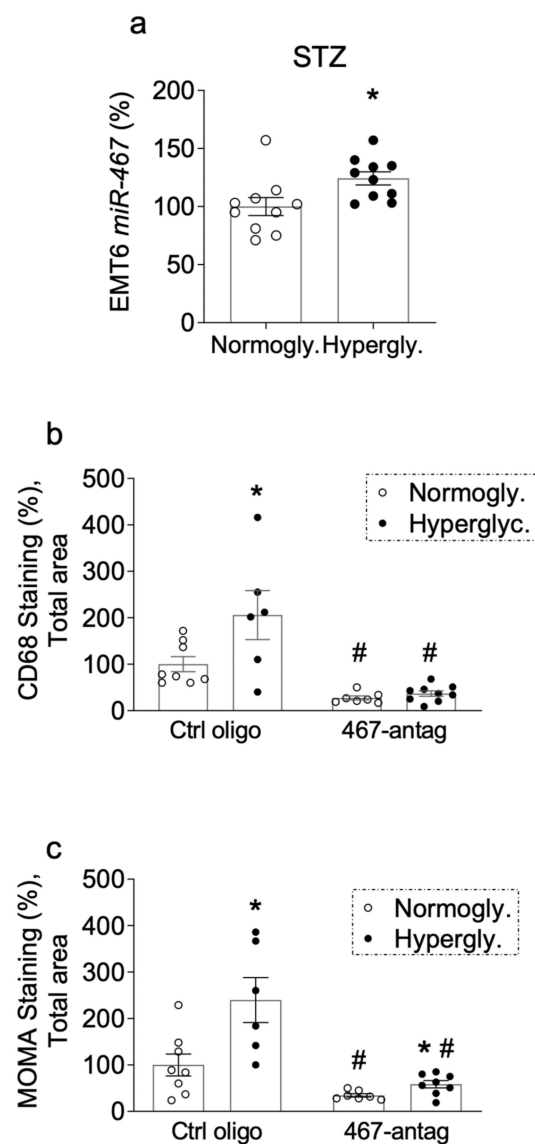 a
STZ
EMT6 miR-467 (%)
200
*
150
100
50
0
Normogly. Hypergly.
b
CD68 Staining (%),
Total area
500
400
300
200
100
0
*
# #
Normogly.
Hyperglyc.
Ctrl oligo 467-antag
c
MOMA Staining (%),
Total area
500
400
300
200
100
0
*
# * #
Normogly.
Hypergly.
Ctrl oligo 467-antag